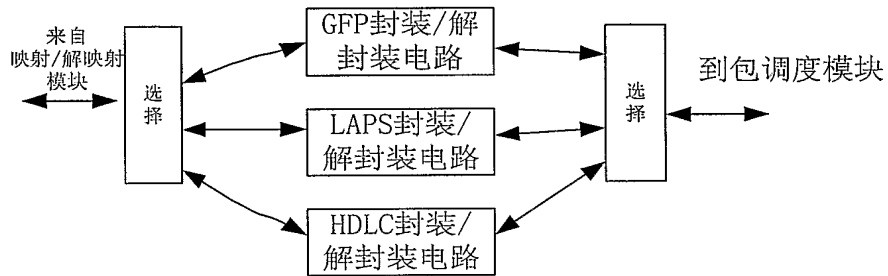 来自
映射/解映射
模块
选
择
GFP封装/解
封装电路
LAPS封装/
解封装电路
HDLC封装/
解封装电路
选
择
到包调度模块